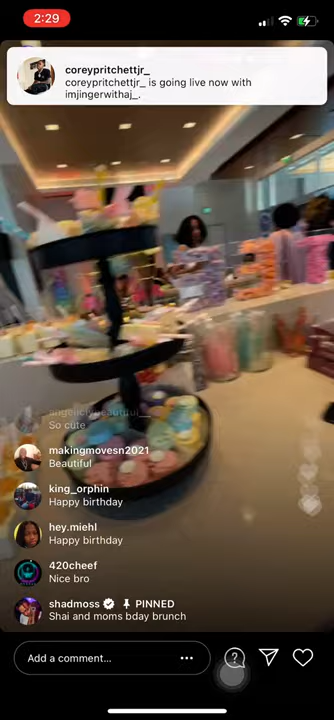 2:29
coreypritchettjr_
coreypritchettjr_ is going live now with
imjingerwithaj_.
angeliclybeautiful__
So cute
makingmovesn2021
Beautiful
king_orphin
Happy birthday
hey.miehl
Happy birthday
420cheef
Nice bro
shadmoss PINNED
Shai and moms bday brunch
Add a comment...